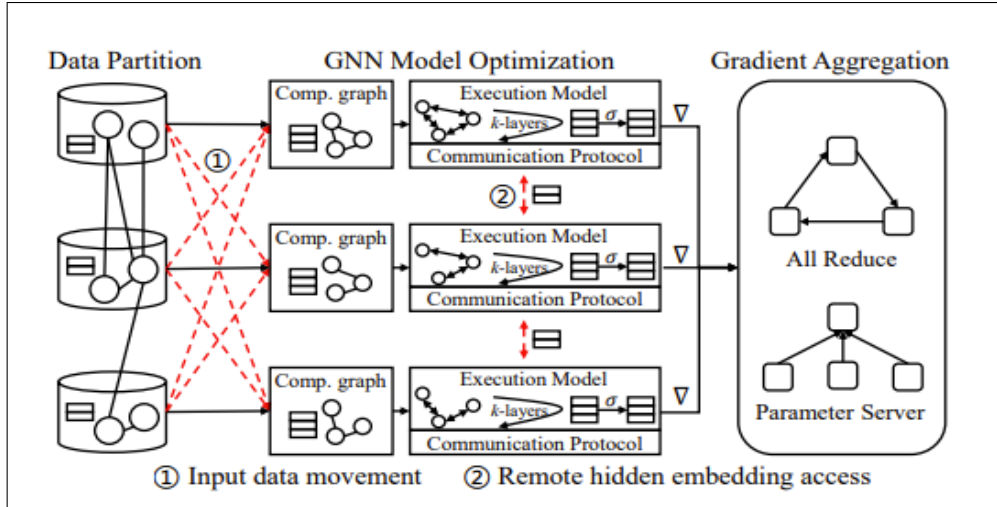 Data Partition
GNN Model Optimization
Gradient Aggregation
Comp. graph
Execution Model
k-layers
σ
∇
Communication Protocol
①
②
Comp. graph
Execution Model
k-layers
σ
∇
Communication Protocol
All Reduce
Comp. graph
Execution Model
k-layers
σ
∇
Communication Protocol
Parameter Server
① Input data movement
② Remote hidden embedding access